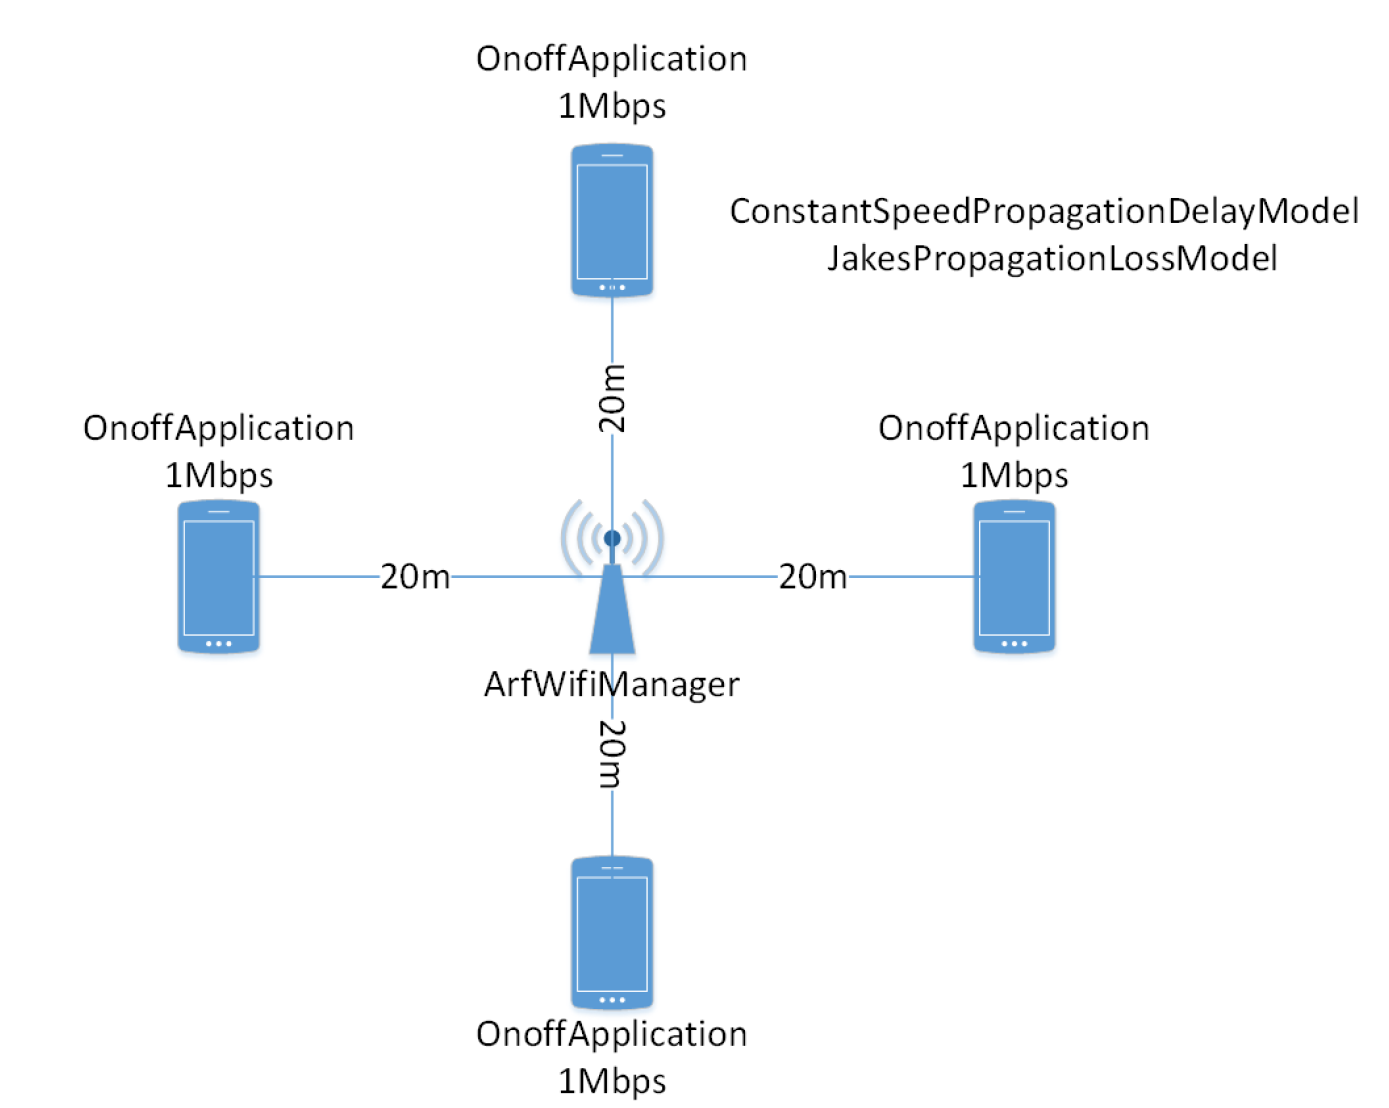 OnoffApplication
1Mbps
ConstantSpeedPropagationDelayModel
JakesPropagationLossModel
20m
OnoffApplication
1Mbps
OnoffApplication
1Mbps
20m
20m
ArfWifiManager
20m
OnoffApplication
1Mbps